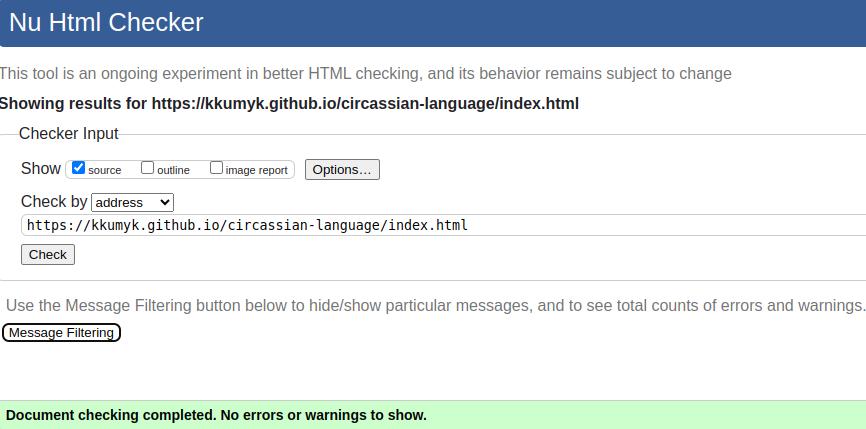 Nu Html Checker
This tool is an ongoing experiment in better HTML checking, and its behavior remains subject to change
Showing results for https://kkumyk.github.io/circassian-language/index.html
Checker Input
Show source outline image report Options...
Check by address
https://kkumyk.github.io/circassian-language/index.html
Check
Use the Message Filtering button below to hide/show particular messages, and to see total counts of errors and warnings.
Message Filtering
Document checking completed. No errors or warnings to show.